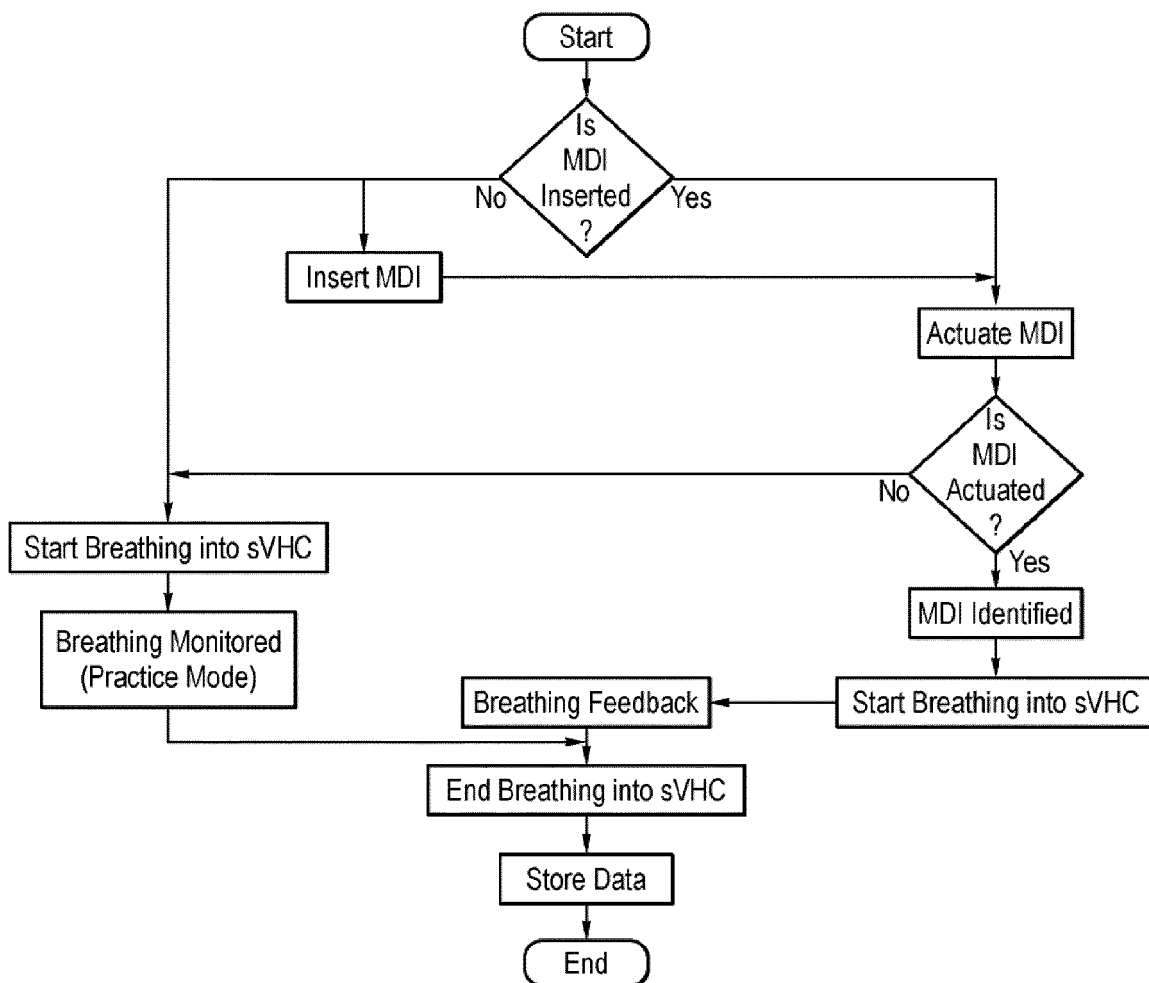 Start
Is
MDI
Inserted
?
No
Yes
Insert MDI
Actuate MDI
Is
MDI
Actuated
?
No
Yes
Start Breathing into sVHC
MDI Identified
Breathing Monitored
(Practice Mode)
Start Breathing into sVHC
Breathing Feedback
End Breathing into sVHC
Store Data
End